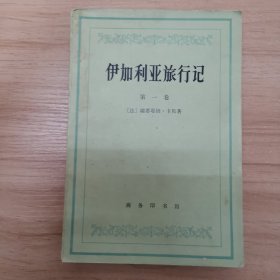 伊加利亚旅行记
第一卷
〔法〕埃蒂耶纳·卡贝著
商务印书馆